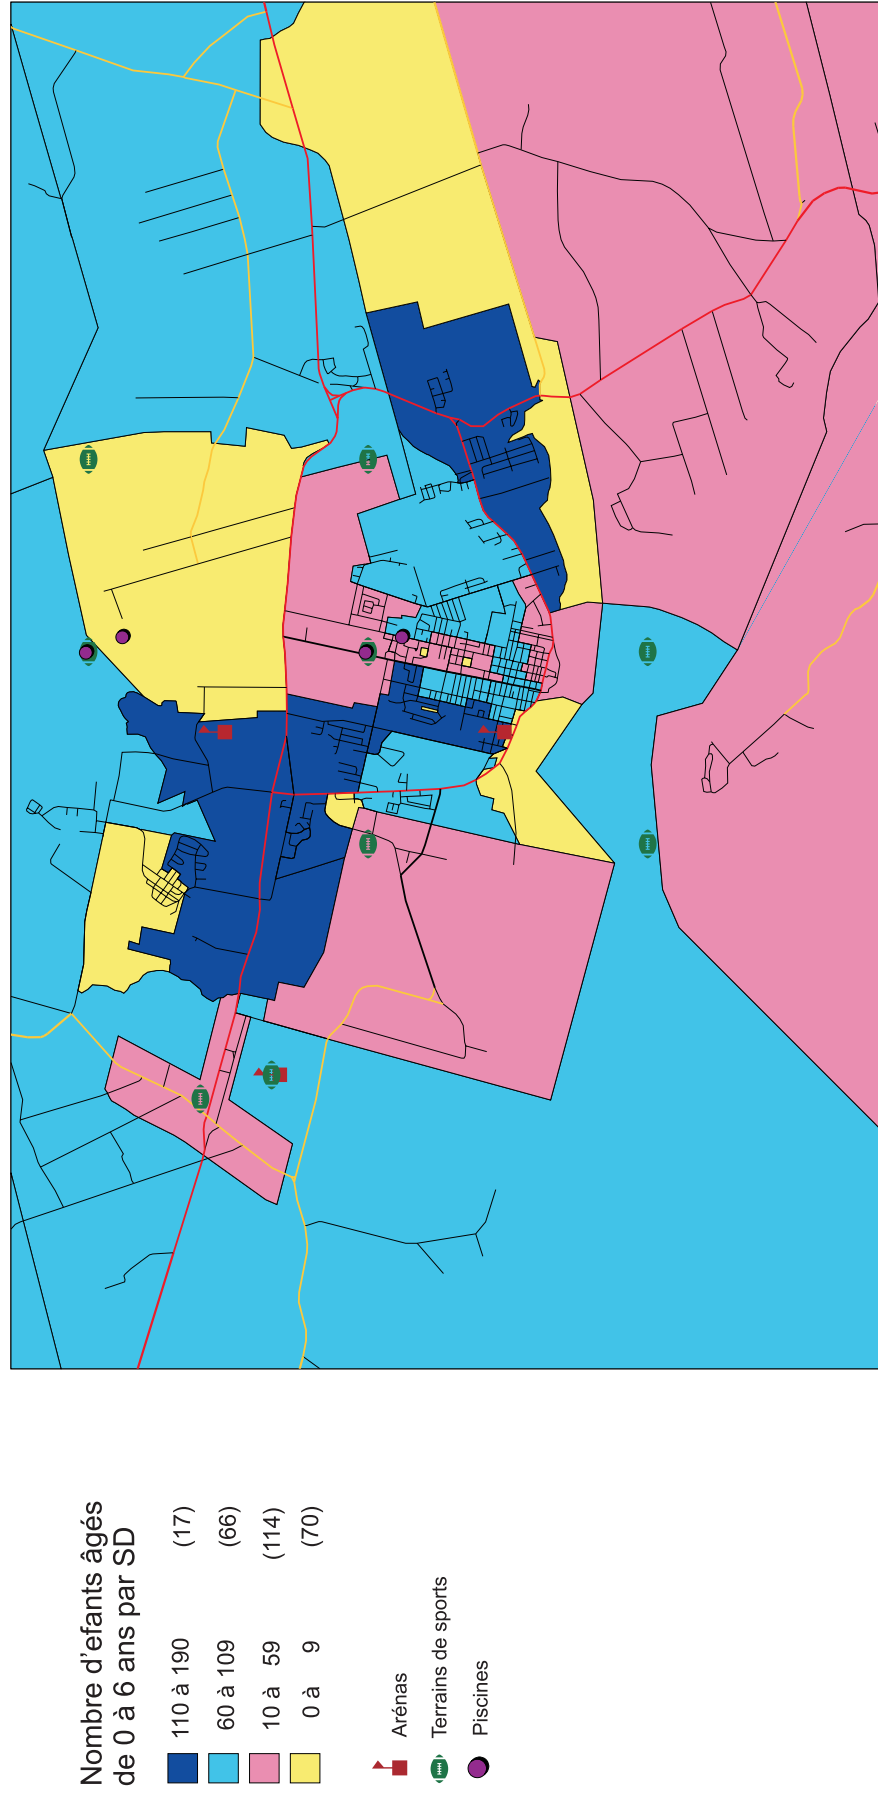 Nombre d'efants âgés
de 0 à 6 ans par SD
110 à 190 (17)
60 à 109 (66)
10 à 59 (114)
0 à 9 (70)
Arénas
Terrains de sports
Piscines